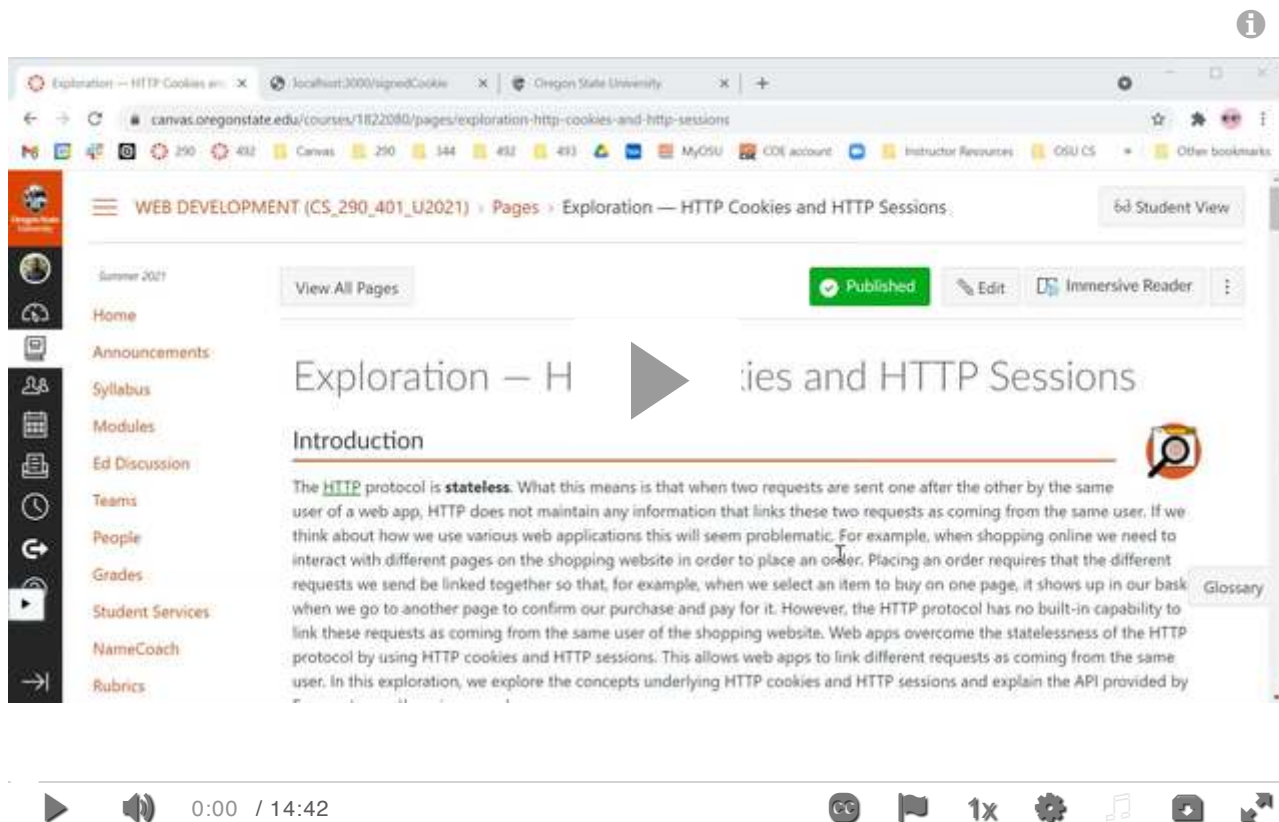 Exploration — HTTP Cookies an
localhost:3000/signedCookie
Oregon State University
canvas.oregonstate.edu/courses/1822080/pages/exploration-http-cookies-and-http-sessions
290
492
Canvas
290
344
492
493
MyOSU
COE account
Instructor Resources
OSU CS
»
Other bookmarks
Oregon State University
WEB DEVELOPMENT (CS_290_401_U2021) › Pages › Exploration — HTTP Cookies and HTTP Sessions
Student View
Summer 2021
View All Pages
Published
Edit
Immersive Reader
Home
Announcements
Syllabus
Modules
Ed Discussion
Teams
People
Grades
Student Services
NameCoach
Rubrics
Exploration — H ies and HTTP Sessions
Introduction
The HTTP protocol is stateless. What this means is that when two requests are sent one after the other by the same
user of a web app, HTTP does not maintain any information that links these two requests as coming from the same user. If we
think about how we use various web applications this will seem problematic. For example, when shopping online we need to
interact with different pages on the shopping website in order to place an order. Placing an order requires that the different
requests we send be linked together so that, for example, when we select an item to buy on one page, it shows up in our bask
Glossary
when we go to another page to confirm our purchase and pay for it. However, the HTTP protocol has no built-in capability to
link these requests as coming from the same user of the shopping website. Web apps overcome the statelessness of the HTTP
protocol by using HTTP cookies and HTTP sessions. This allows web apps to link different requests as coming from the same
user. In this exploration, we explore the concepts underlying HTTP cookies and HTTP sessions and explain the API provided by
0:00 / 14:42
CC
1x